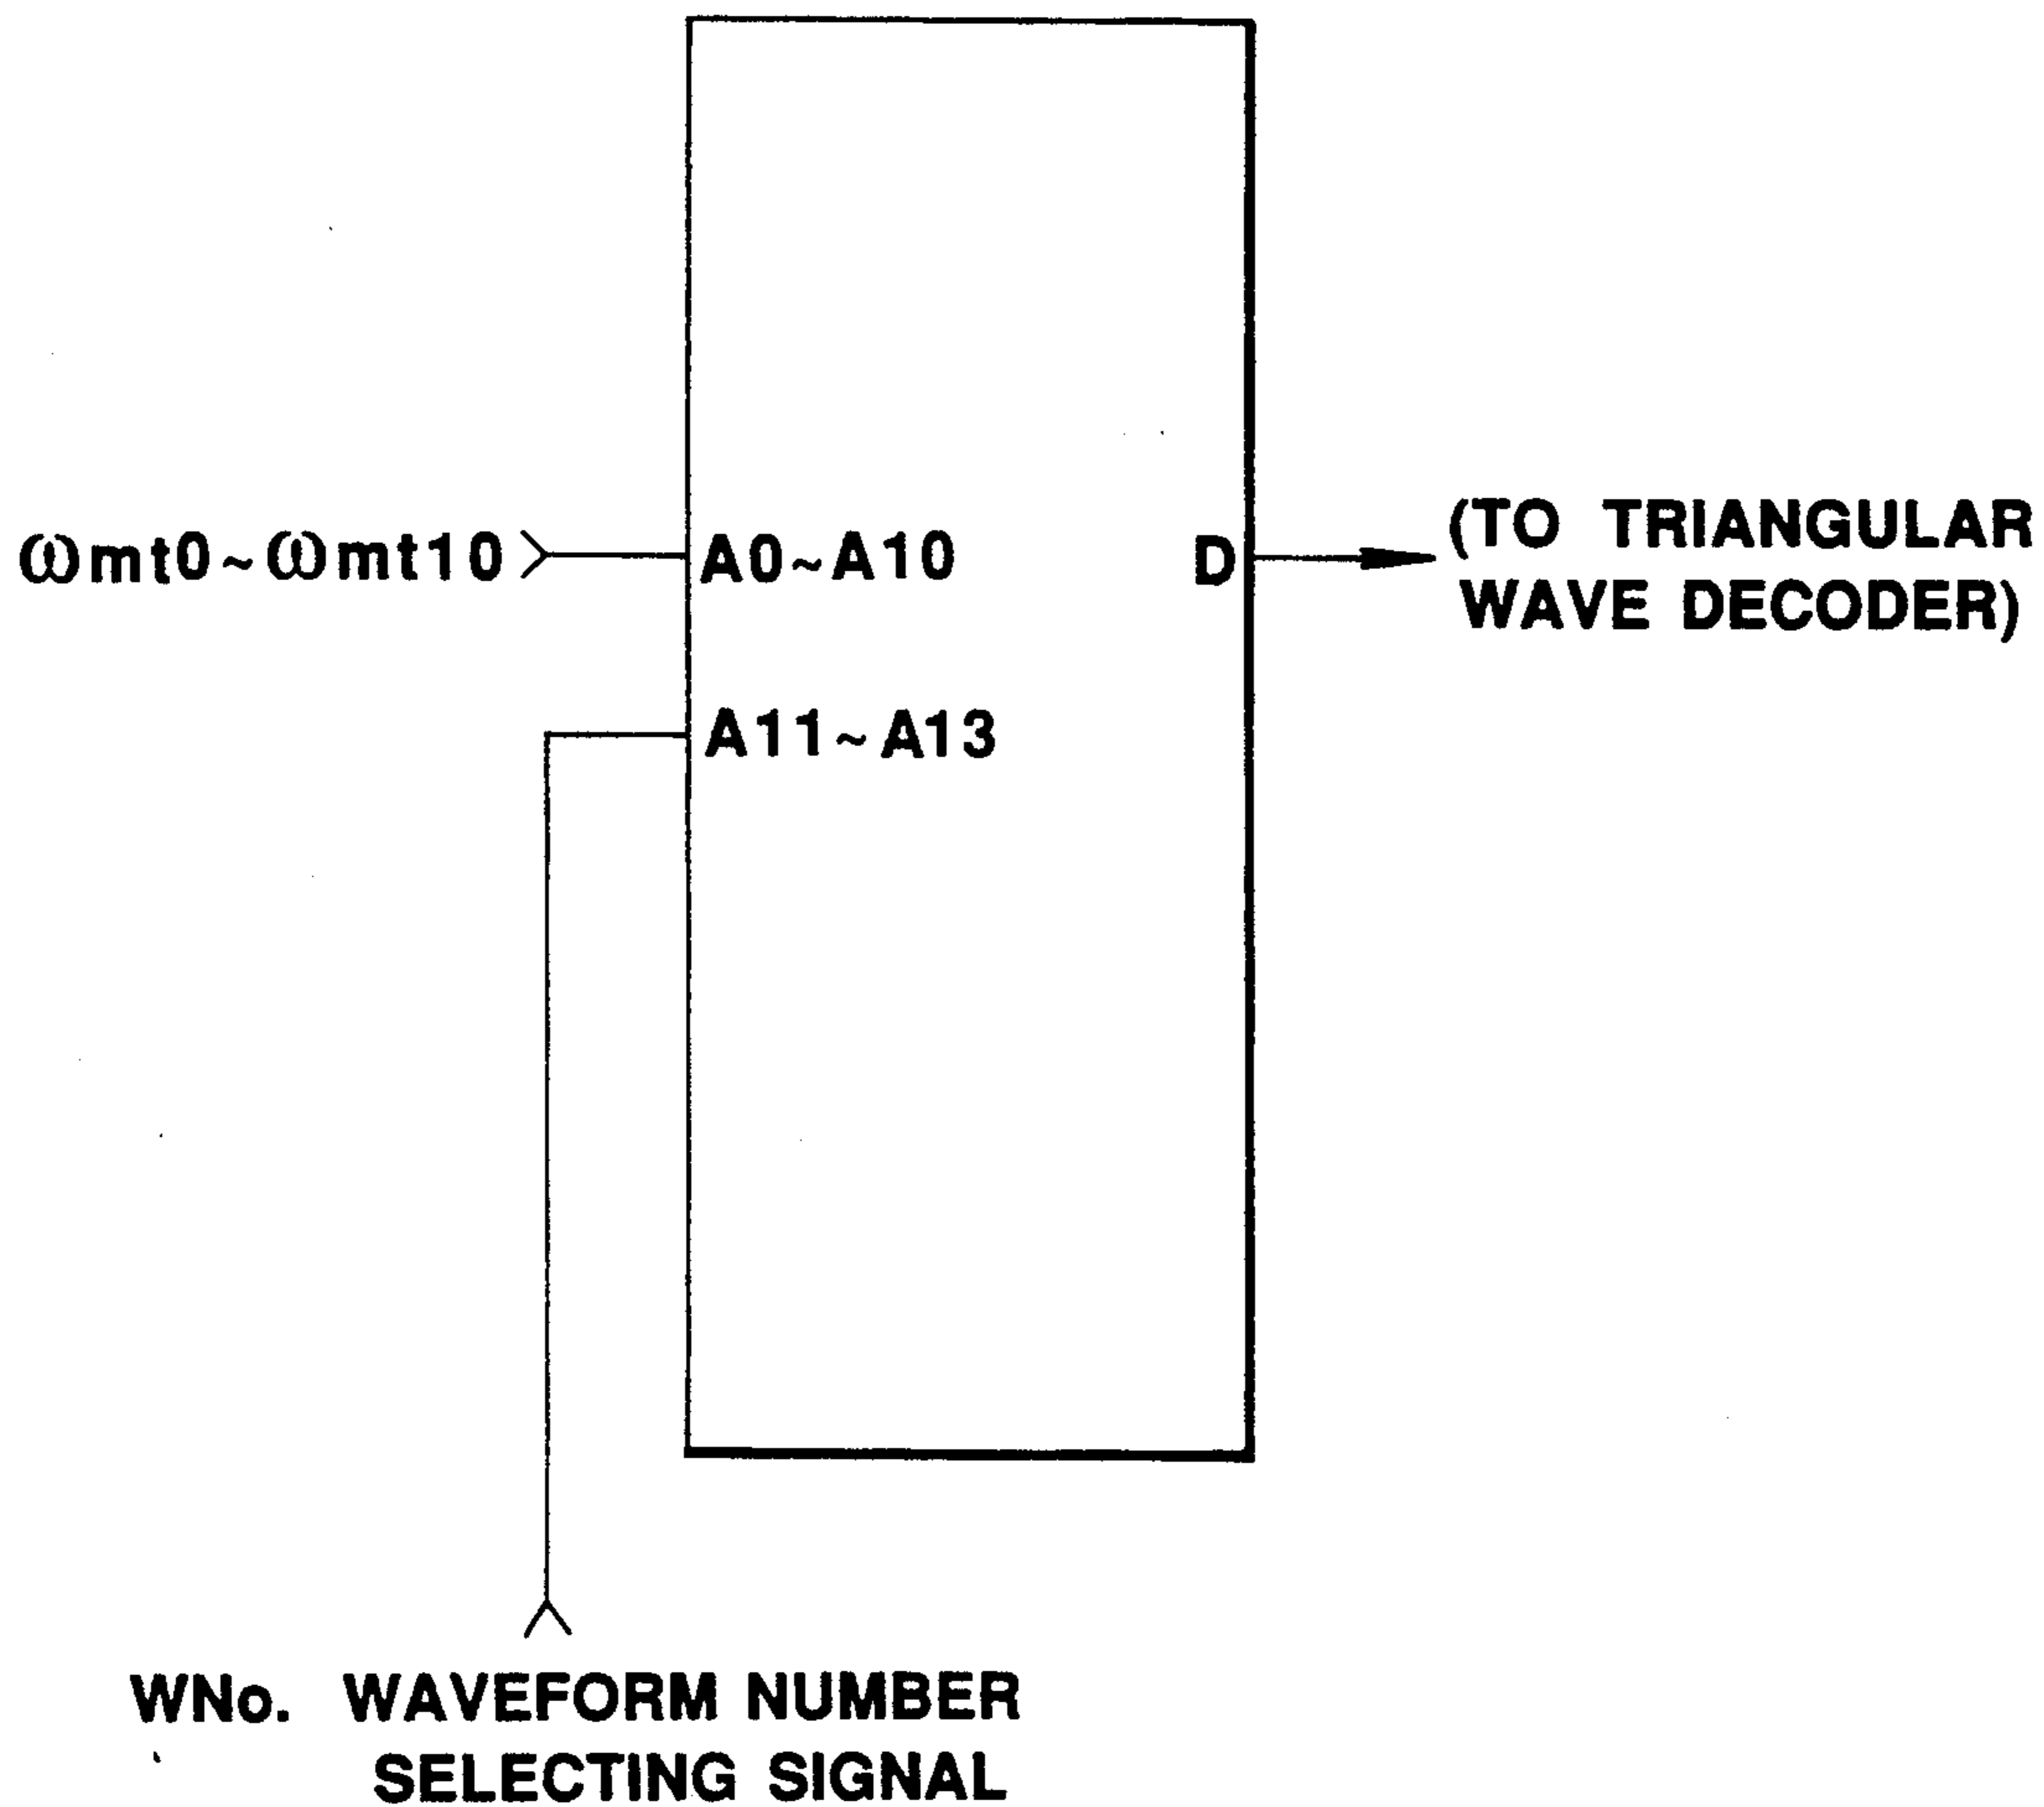 ωmt0~ωmt10 A0~A10 D (TO TRIANGULAR
WAVE DECODER)
A11~A13
WNo. WAVEFORM NUMBER
SELECTING SIGNAL